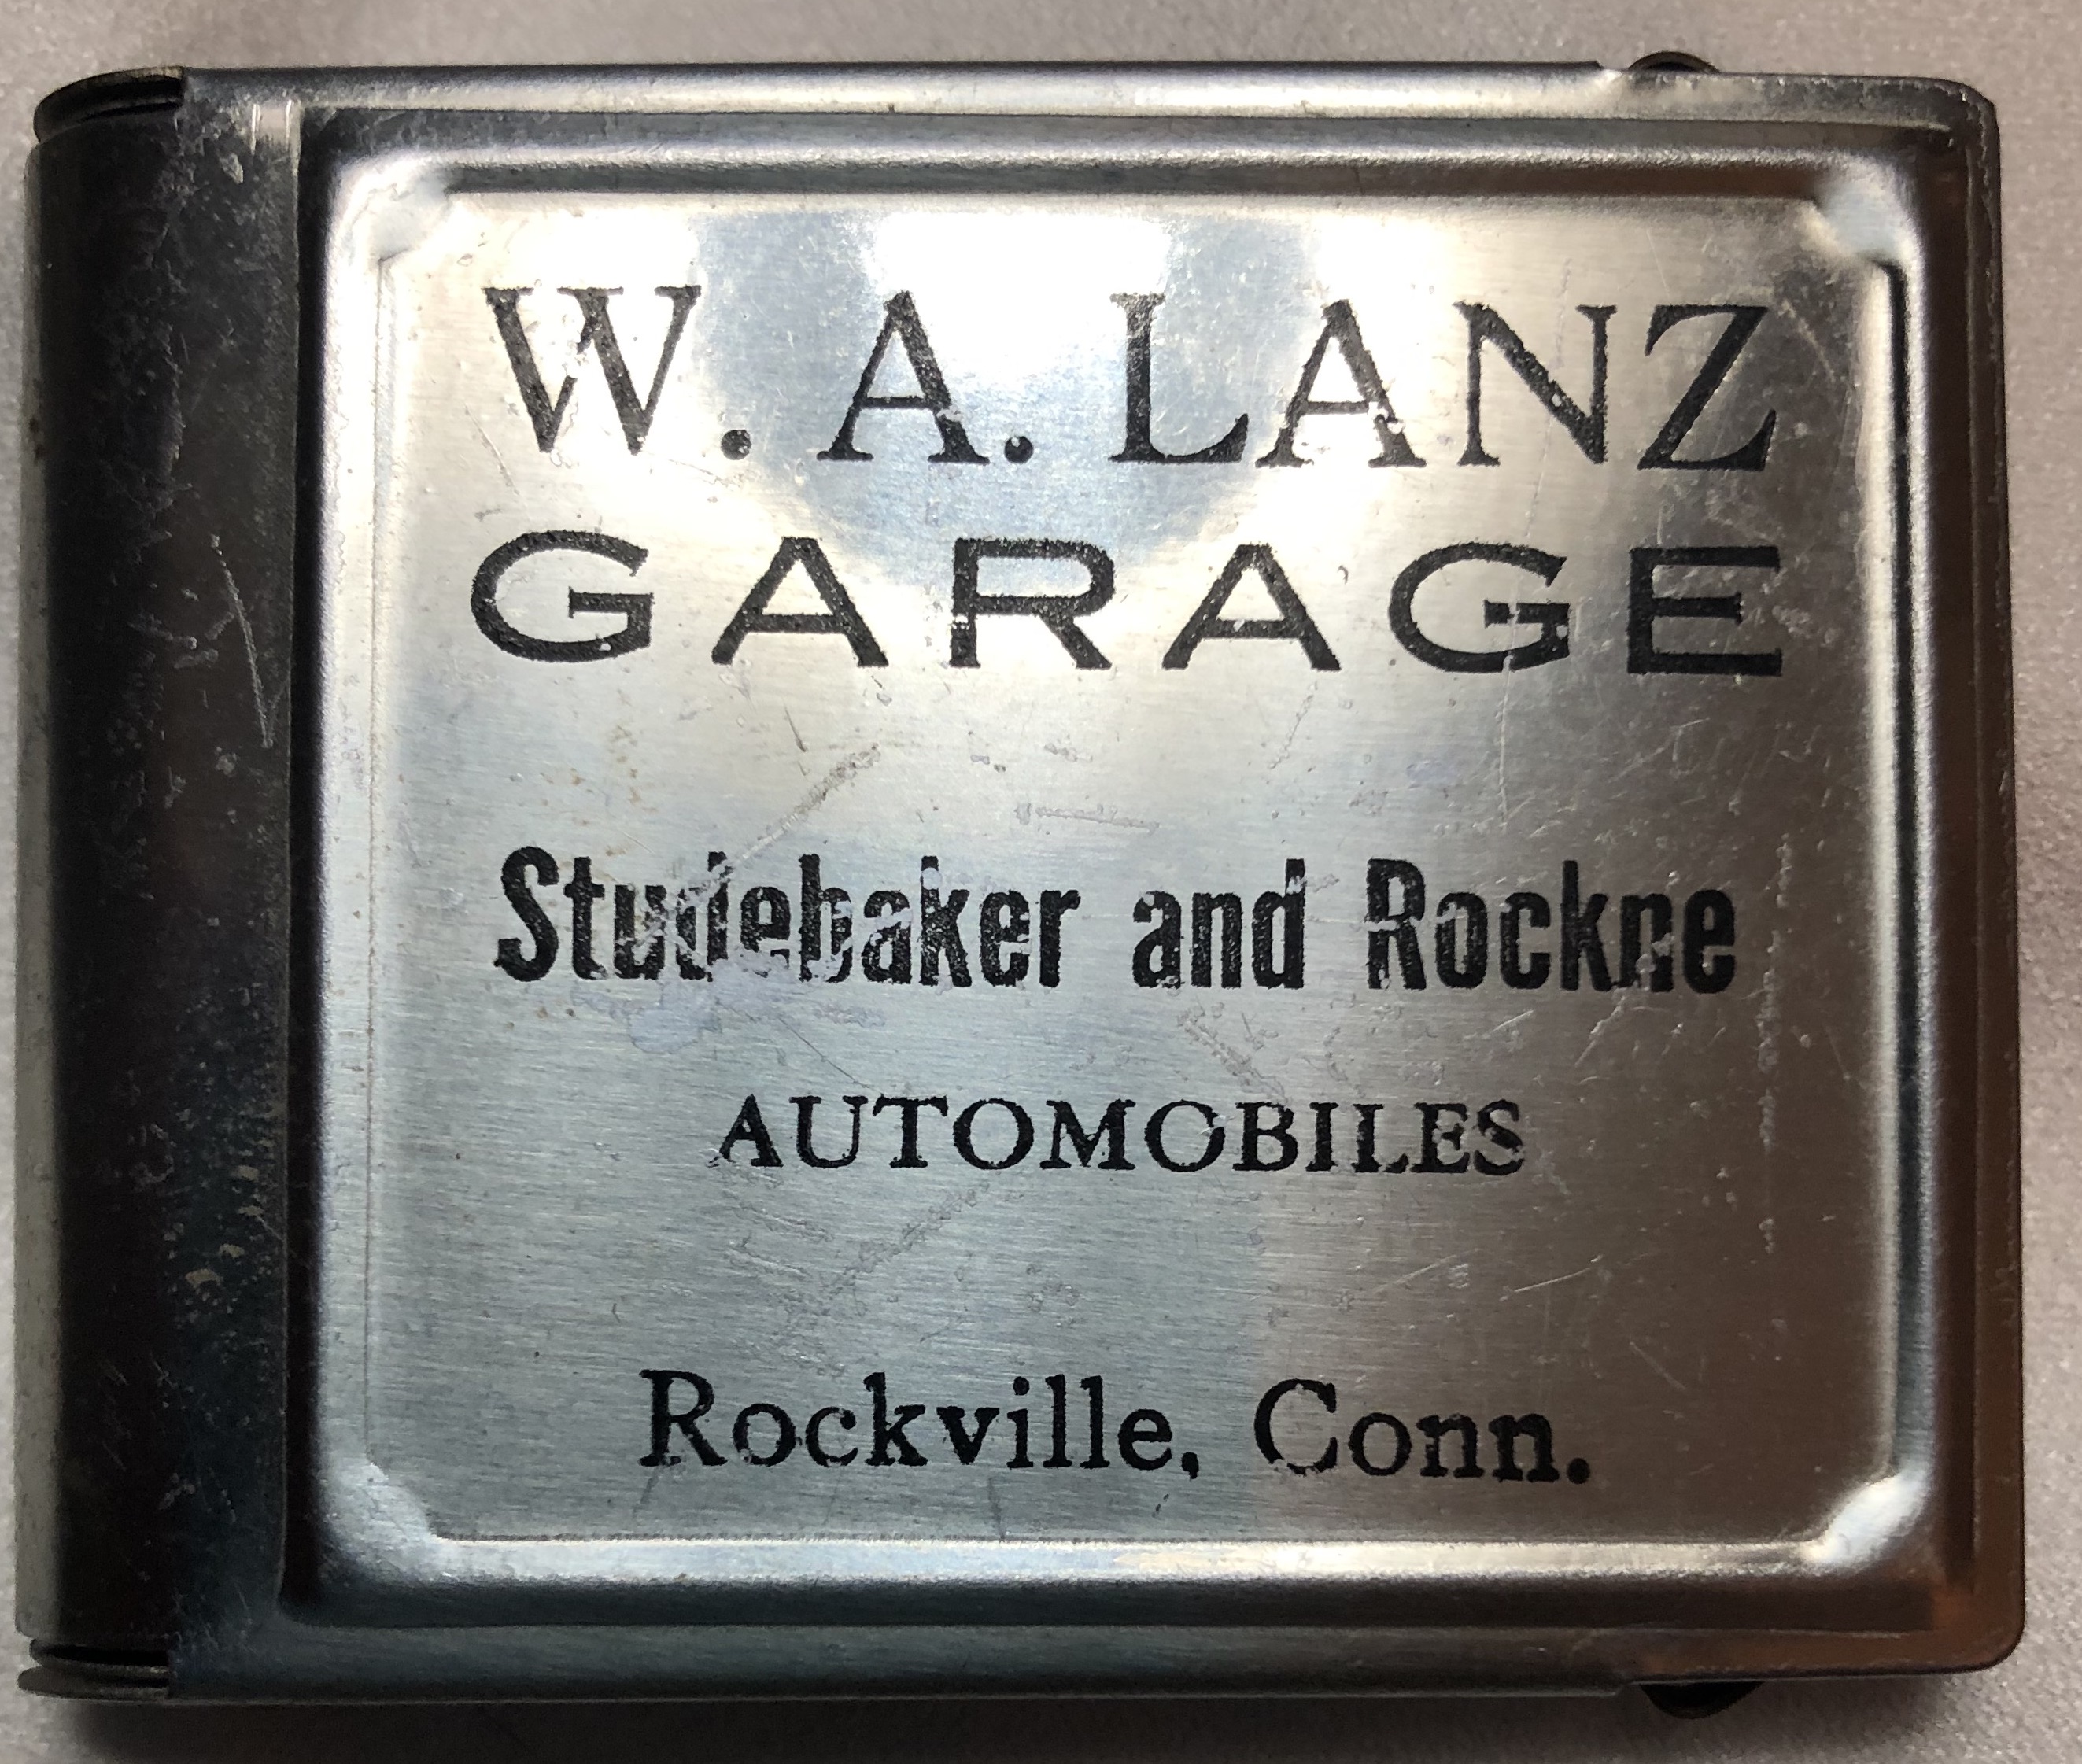 W. A. LANZ
GARAGE
Studebaker and Rockne
AUTOMOBILES
Rockville, Conn.